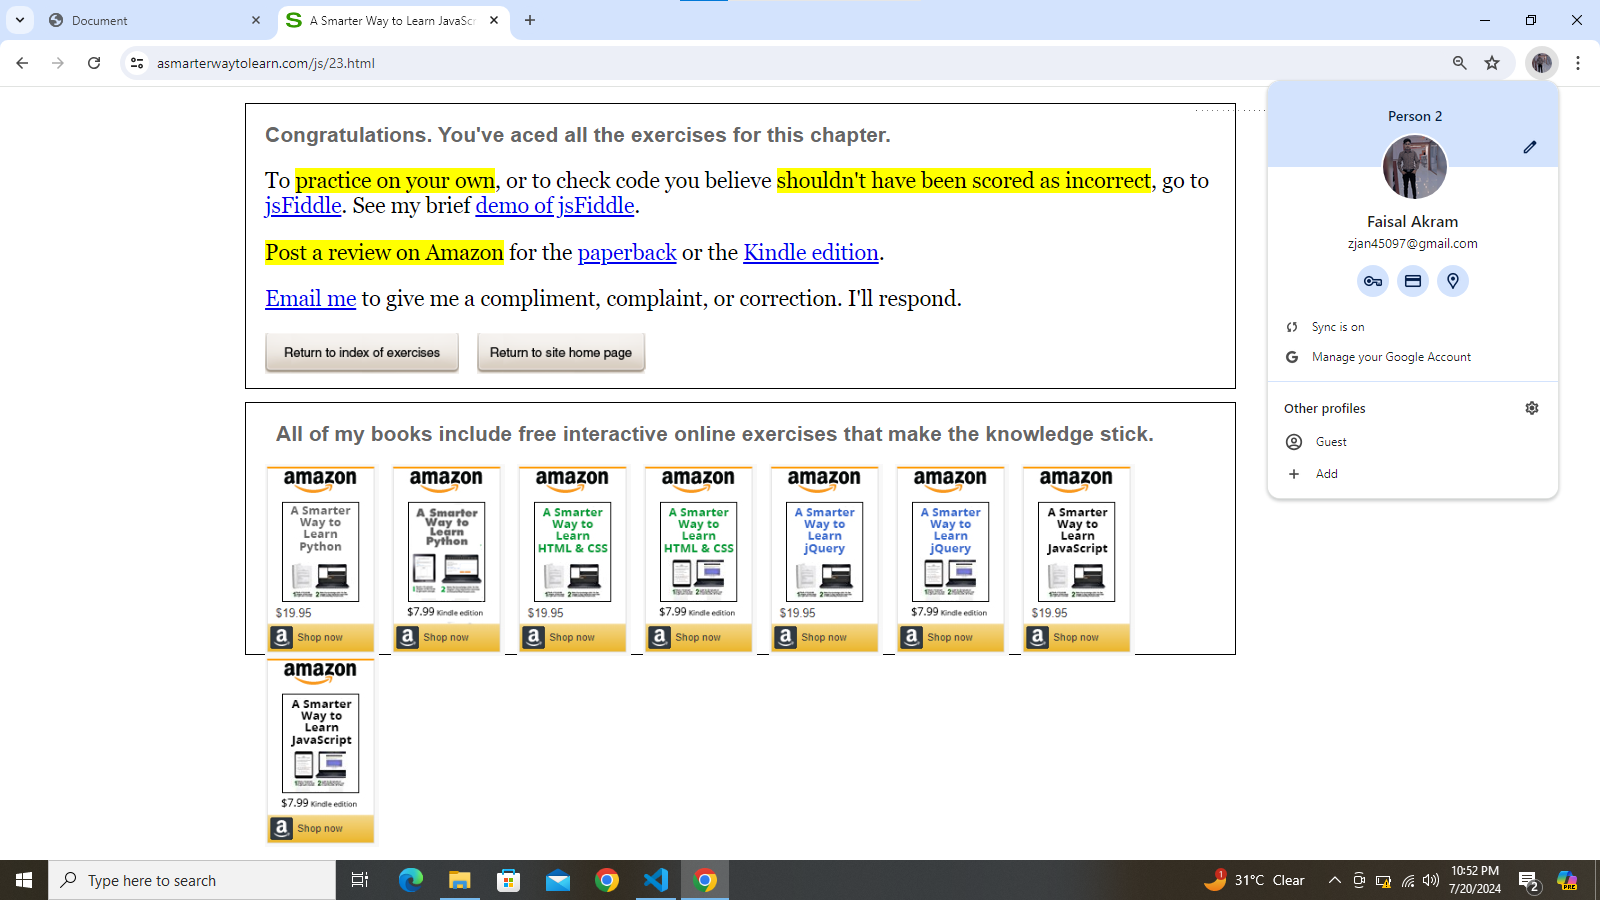 Document
A Smarter Way to Learn JavaSc
asmarterwaytolearn.com/js/23.html
Congratulations. You've aced all the exercises for this chapter.
To practice on your own, or to check code you believe shouldn't have been scored as incorrect, go to
jsFiddle. See my brief demo of jsFiddle.
Post a review on Amazon for the paperback or the Kindle edition.
Email me to give me a compliment, complaint, or correction. I'll respond.
Return to index of exercises
Return to site home page
Person 2
Faisal Akram
zjan45097@gmail.com
Sync is on
Manage your Google Account
Other profiles
Guest
Add
All of my books include free interactive online exercises that make the knowledge stick.
amazon
A Smarter
Way to
Learn
Python
$19.95
Shop now
amazon
A Smarter
Way to
Learn
Python
$7.99 Kindle edition
Shop now
amazon
A Smarter
Way to
Learn
HTML & CSS
$19.95
Shop now
amazon
A Smarter
Way to
Learn
HTML & CSS
$7.99 Kindle edition
Shop now
amazon
A Smarter
Way to
Learn
jQuery
$19.95
Shop now
amazon
A Smarter
Way to
Learn
jQuery
$7.99 Kindle edition
Shop now
amazon
A Smarter
Way to
Learn
JavaScript
$19.95
Shop now
amazon
A Smarter
Way to
Learn
JavaScript
$7.99 Kindle edition
Shop now
Type here to search
1
31°C Clear
10:52 PM
7/20/2024
2
PRE